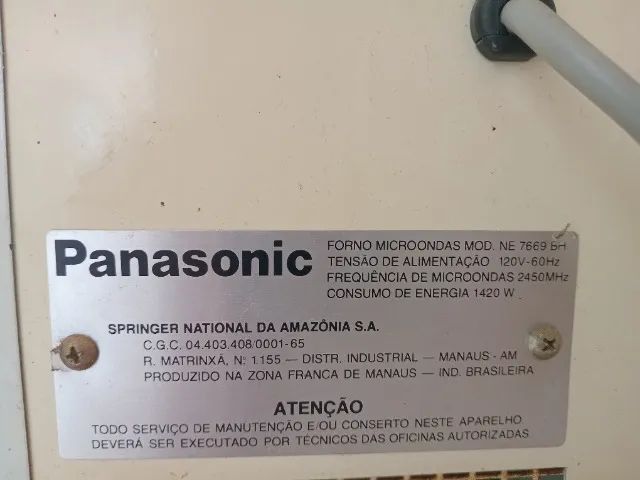 Panasonic
FORNO MICROONDAS MOD. NE 7669 BH
TENSÃO DE ALIMENTAÇÃO 120V-60Hz
FREQUÊNCIA DE MICROONDAS 2450MHz
CONSUMO DE ENERGIA 1420 W
SPRINGER NATIONAL DA AMAZÔNIA S.A.
C.G.C. 04.403.408/0001-65
R. MATRINXÃ, N. 1.155 — DISTR. INDUSTRIAL — MANAUS - AM
PRODUZIDO NA ZONA FRANCA DE MANAUS — IND. BRASILEIRA
ATENÇÃO
TODO SERVIÇO DE MANUTENÇÃO E/OU CONSERTO NESTE APARELHO
DEVERÁ SER EXECUTADO POR TÉCNICOS DAS OFICINAS AUTORIZADAS